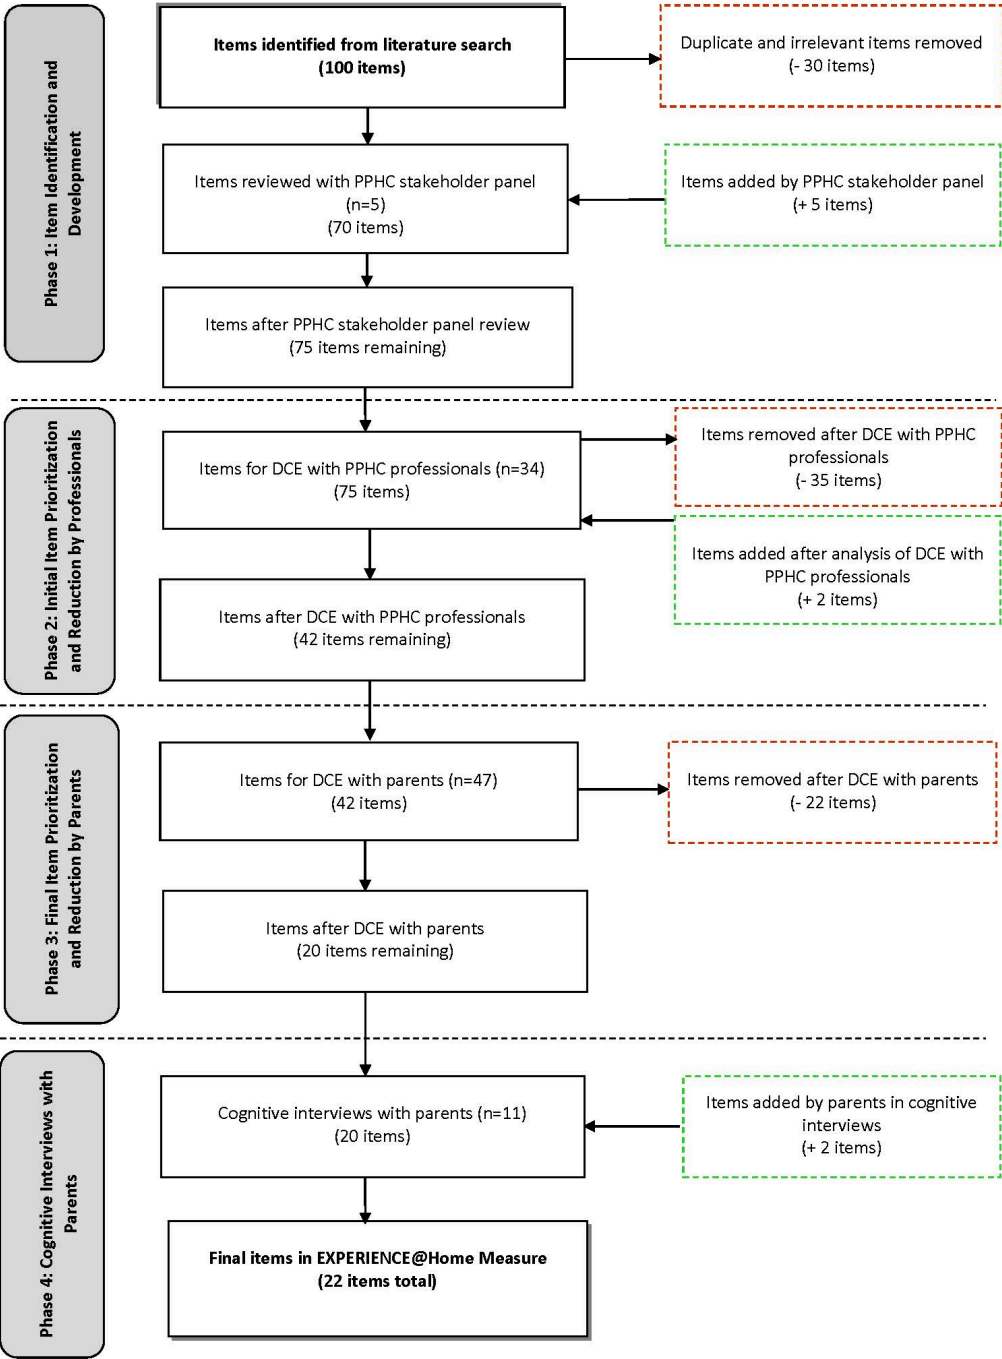 Phase 1: Item Identification and
Development
Items identified from literature search
(100 items)
Duplicate and irrelevant items removed
(- 30 items)
Items reviewed with PPHC stakeholder panel
(n=5)
(70 items)
Items added by PPHC stakeholder panel
(+ 5 items)
Items after PPHC stakeholder panel review
(75 items remaining)
Phase 2: Initial Item Prioritization
and Reduction by Professionals
Items for DCE with PPHC professionals (n=34)
(75 items)
Items removed after DCE with PPHC
professionals
(- 35 items)
Items added after analysis of DCE with
PPHC professionals
(+ 2 items)
Items after DCE with PPHC professionals
(42 items remaining)
Phase 3: Final Item Prioritization
and Reduction by Parents
Items for DCE with parents (n=47)
(42 items)
Items removed after DCE with parents
(- 22 items)
Items after DCE with parents
(20 items remaining)
Phase 4: Cognitive Interviews with
Parents
Cognitive interviews with parents (n=11)
(20 items)
Items added by parents in cognitive
interviews
(+ 2 items)
Final items in EXPERIENCE@Home Measure
(22 items total)